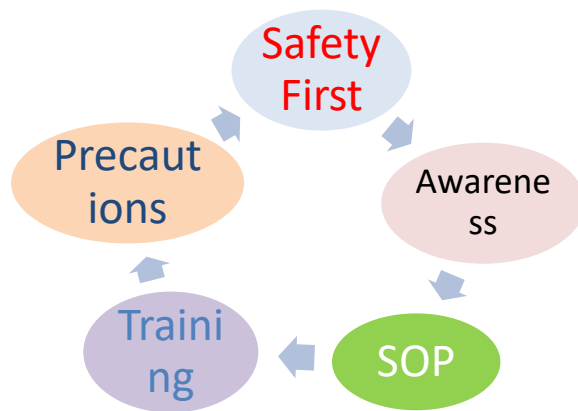 Safety
First
Awarene
ss
SOP
Traini
ng
Precaut
ions